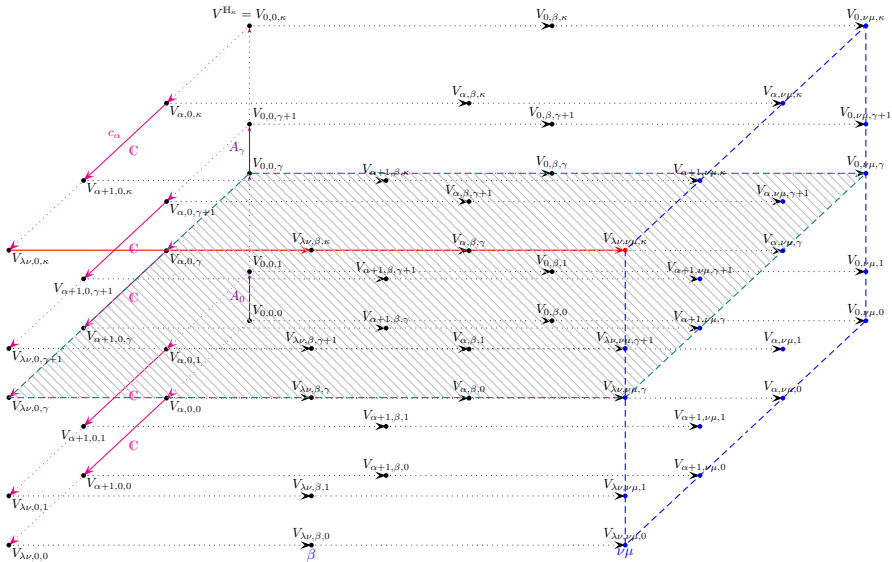 V^{ℍ_κ} = V_{0,0,κ}
V_{0,β,κ}
V_{0,νμ,κ}
V_{α,0,κ}
V_{α,β,κ}
V_{α,νμ,κ}
V_{0,0,γ+1}
V_{0,β,γ+1}
V_{0,νμ,γ+1}
c_α
ℂ
A_γ
V_{0,0,γ}
V_{0,β,γ}
V_{0,νμ,γ}
V_{α+1,0,κ}
V_{α+1,β,κ}
V_{α+1,νμ,κ}
V_{α,0,γ+1}
V_{α,β,γ+1}
V_{α,νμ,γ+1}
ℂ
V_{λν,0,κ}
V_{λν,β,κ}
V_{λν,νμ,κ}
V_{α,0,γ}
V_{α,β,γ}
V_{α,νμ,γ}
V_{0,0,1}
V_{0,β,1}
V_{0,νμ,1}
V_{α+1,0,γ+1}
V_{α+1,β,γ+1}
V_{α+1,νμ,γ+1}
ℂ
A_0
V_{0,0,0}
V_{0,β,0}
V_{0,νμ,0}
V_{α+1,0,γ}
V_{α+1,β,γ}
V_{α+1,νμ,γ}
V_{λν,0,γ+1}
V_{λν,β,γ+1}
V_{λν,νμ,γ+1}
V_{α,0,1}
V_{α,β,1}
V_{α,νμ,1}
ℂ
V_{λν,0,γ}
V_{λν,β,γ}
V_{λν,νμ,γ}
V_{α,0,0}
V_{α,β,0}
V_{α,νμ,0}
V_{α+1,0,1}
V_{α+1,β,1}
V_{α+1,νμ,1}
ℂ
V_{α+1,0,0}
V_{α+1,β,0}
V_{α+1,νμ,0}
V_{λν,0,1}
V_{λν,β,1}
V_{λν,νμ,1}
V_{λν,0,0}
V_{λν,β,0}
V_{λν,νμ,0}
β
νμ